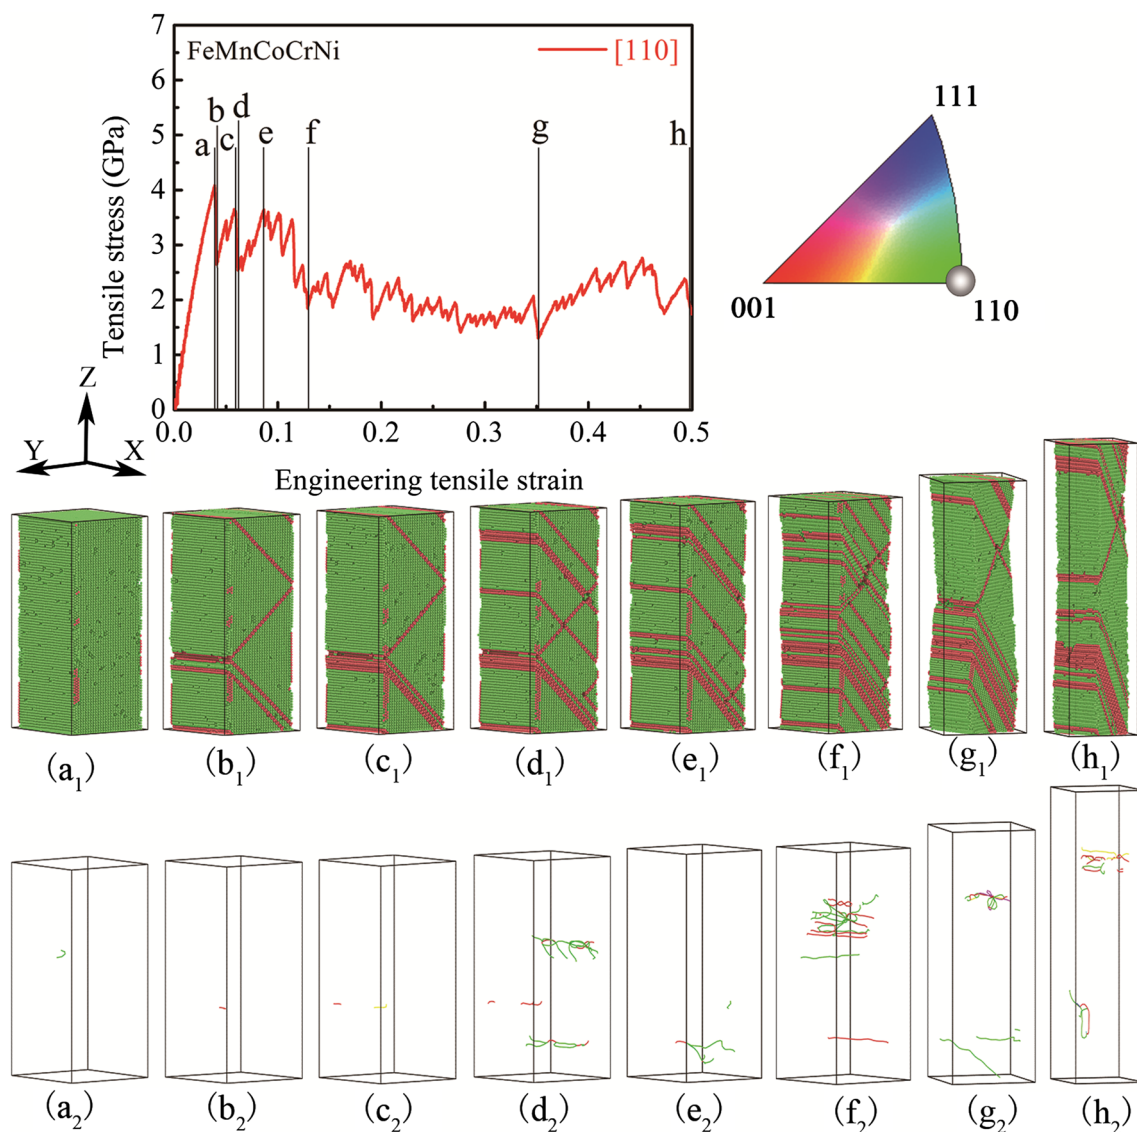 7
6
5
4
3
2
1
0
Tensile stress (GPa)
FeMnCoCrNi
[110]
a
b
c
d
e
f
g
h
0.0 0.1 0.2 0.3 0.4 0.5
Engineering tensile strain
111
001
110
Z
Y
X
(a1) (b1) (c1) (d1) (e1) (f1) (g1) (h1)
(a2) (b2) (c2) (d2) (e2) (f2) (g2) (h2)